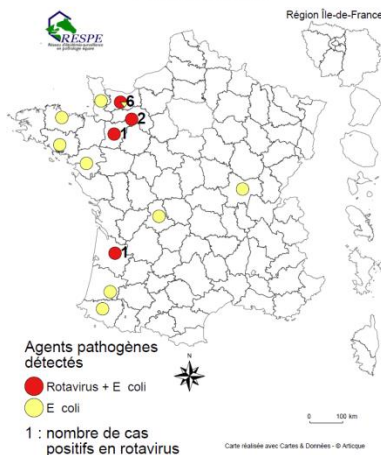 RESPE
Réseau d'épidémio-surveillance
en pathologie équine
Région Île-de-France
6
2
1
1
Agents pathogènes
détectés
Rotavirus + E coli
E coli
1 : nombre de cas
positifs en rotavirus
N
0 100 km
Carte réalisée avec Cartes & Données - © Articque